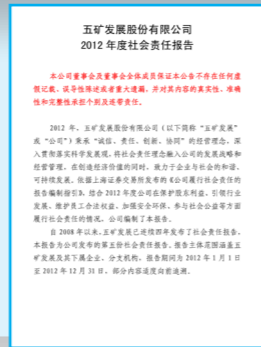 五矿发展股份有限公司
2012 年度社会责任报告
本公司董事会及董事会全体成员保证本公告不存在任何虚
假记载、误导性陈述或者重大遗漏，并对其内容的真实性、准确
性和完整性承担个别及连带责任。
2012 年，五矿发展股份有限公司（以下简称“五矿发展”
或“公司”）秉承“诚信、责任、创新、协同”的经营理念，深
入贯彻落实科学发展观，将社会责任理念融入公司的发展战略和
经营管理，在创造经济价值的同时，致力于企业与社会的和谐、
可持续发展。依据上海证券交易所发布的《公司履行社会责任的
报告编制指引》，结合 2012 年度公司在保护股东利益、引领行业
发展、维护员工合法权益、加强安全环保、参与社会公益等方面
履行社会责任的情况，公司编制了本报告。
自 2008 年以来，五矿发展已连续四年发布了社会责任报告，
本报告为公司发布的第五份社会责任报告。报告主体范围涵盖五
矿发展及其下属企业、分支机构，报告期间为 2012 年 1 月 1 日
至 2012 年 12 月 31 日，部分内容适度向前追溯。